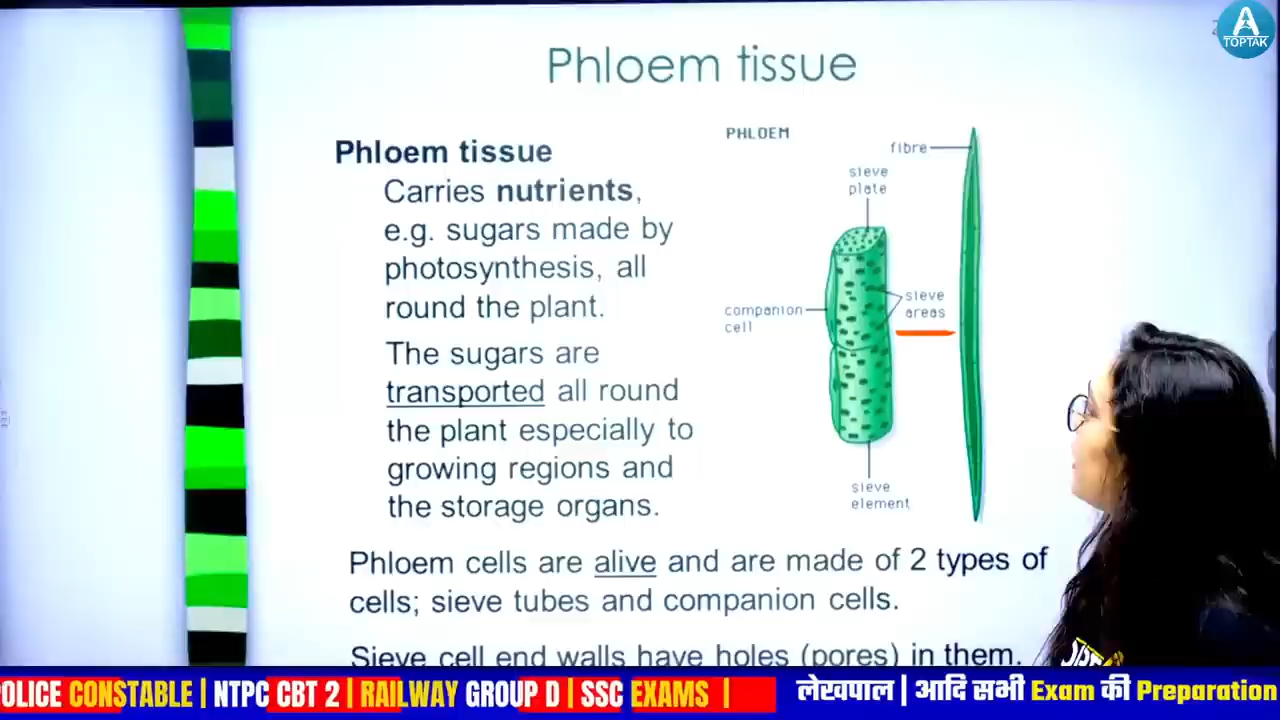 A
TOPTAK
Phloem tissue
Phloem tissue
Carries nutrients,
e.g. sugars made by
photosynthesis, all
round the plant.
The sugars are
transported all round
the plant especially to
growing regions and
the storage organs.
PHLOEM
fibre
sieve
plate
companion
cell
sieve
areas
sieve
element
Phloem cells are alive and are made of 2 types of
cells; sieve tubes and companion cells.
Sieve cell end walls have holes (pores) in them.
OLICE CONSTABLE | NTPC CBT 2 | RAILWAY GROUP D | SSC EXAMS | लेखपाल | आदि सभी Exam की Preparation